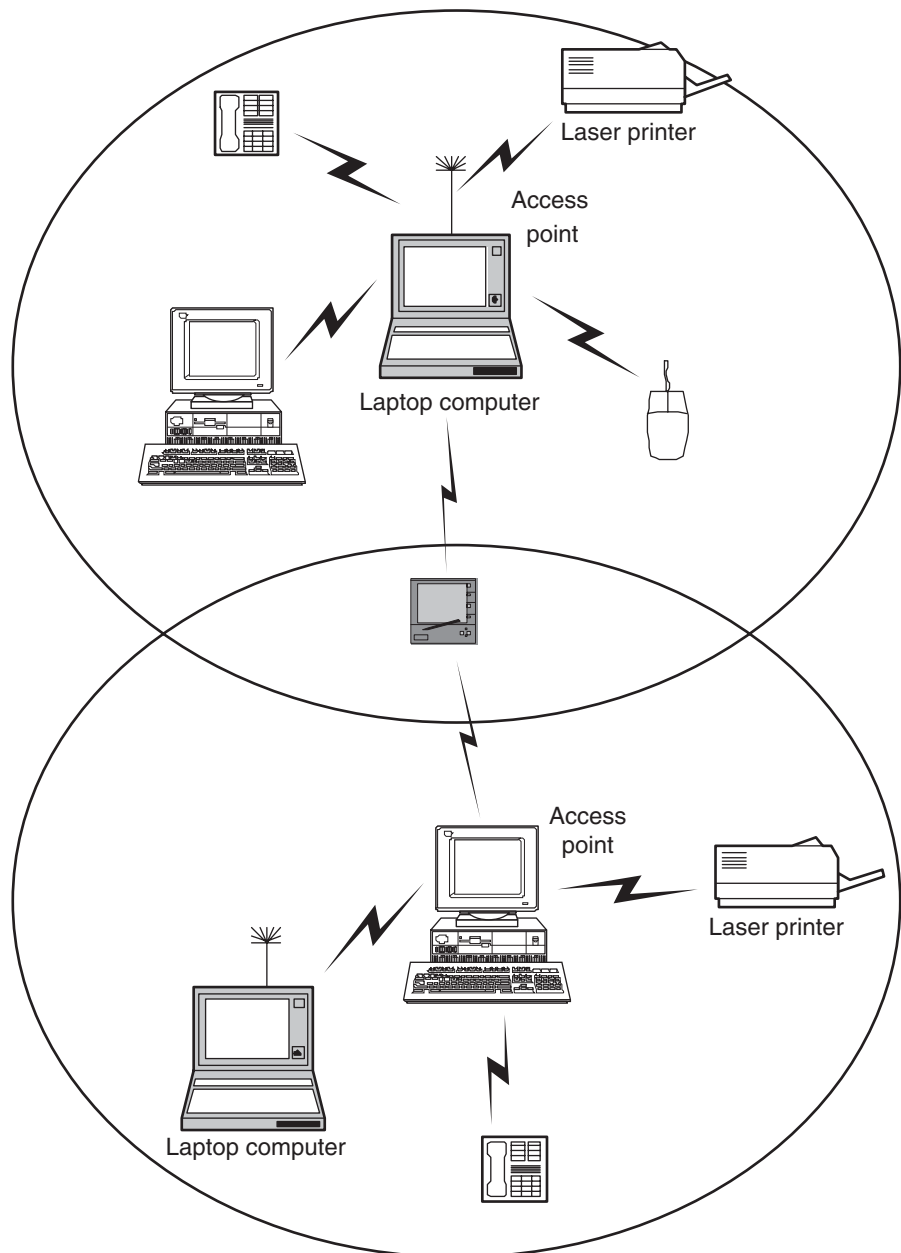 Laser printer
Access
point
Laptop computer
Access
point
Laser printer
Laptop computer